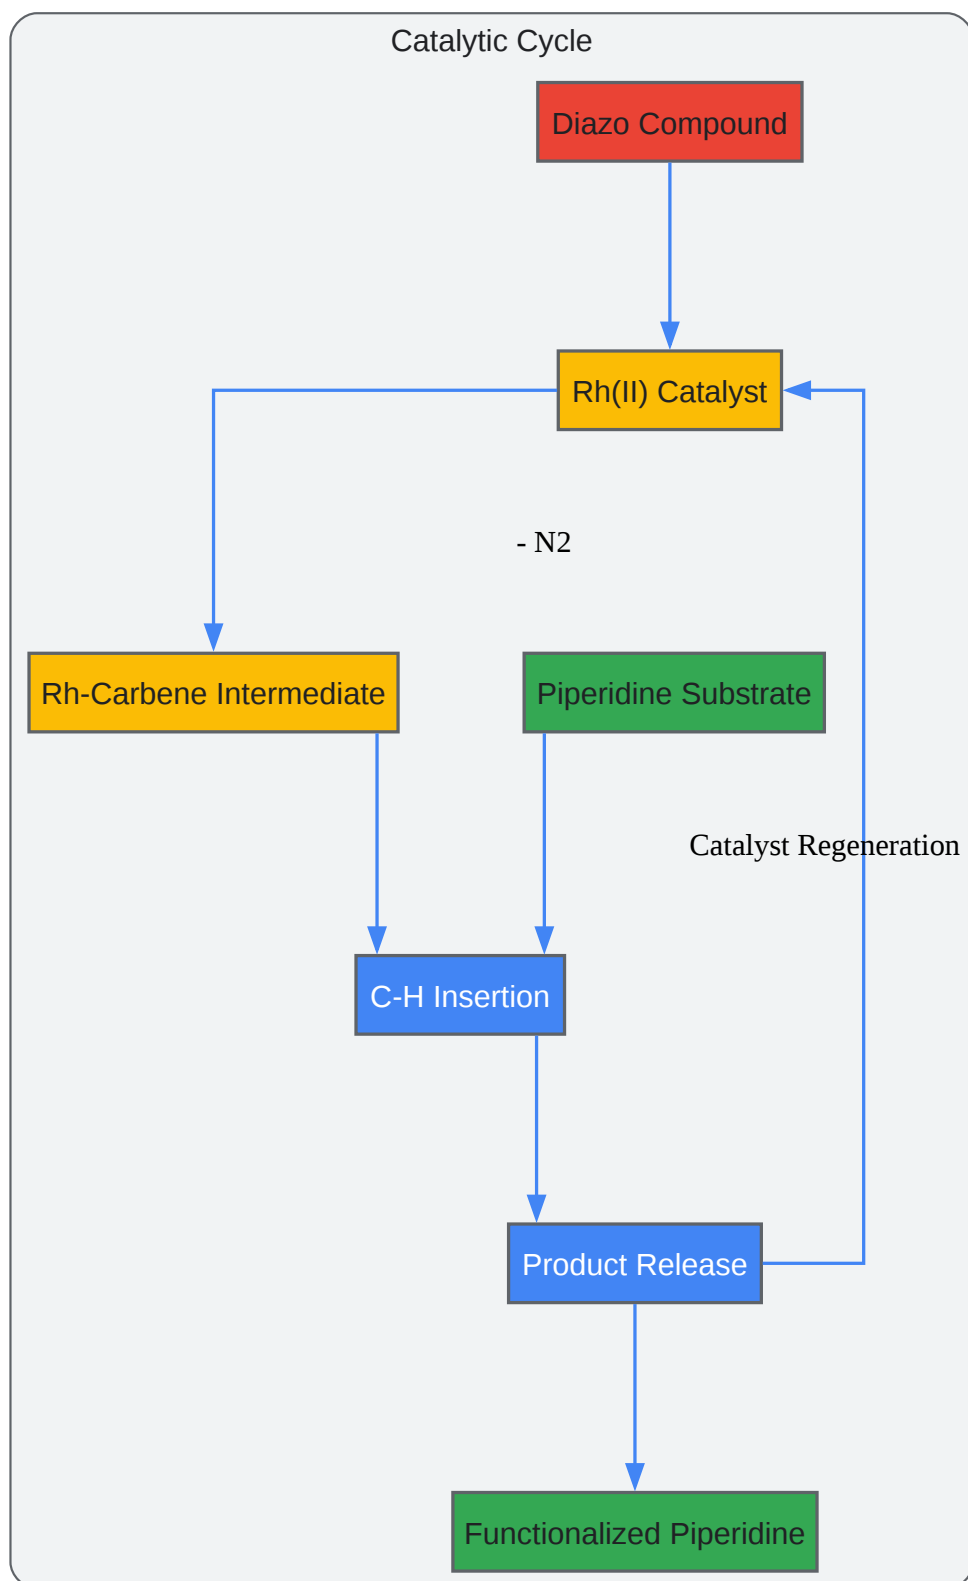 Catalytic Cycle
Diazo Compound
Rh(II) Catalyst
- N2
Rh-Carbene Intermediate
Piperidine Substrate
Catalyst Regeneration
C-H Insertion
Product Release
Functionalized Piperidine